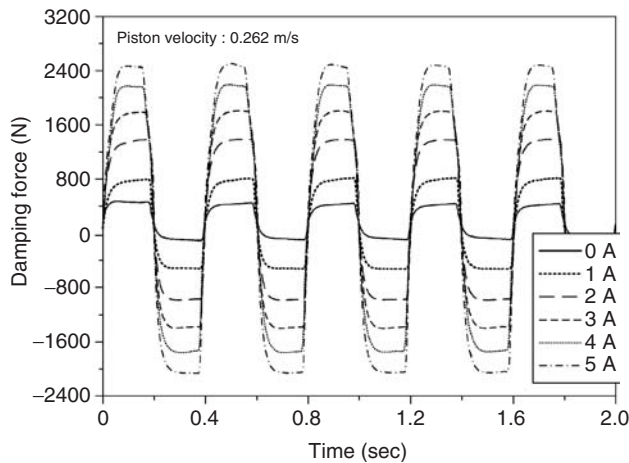 Piston velocity : 0.262 m/s
Damping force (N)
3200
2400
1600
800
0
−800
−1600
−2400
0 A
1 A
2 A
3 A
4 A
5 A
0 0.4 0.8 1.2 1.6 2.0
Time (sec)